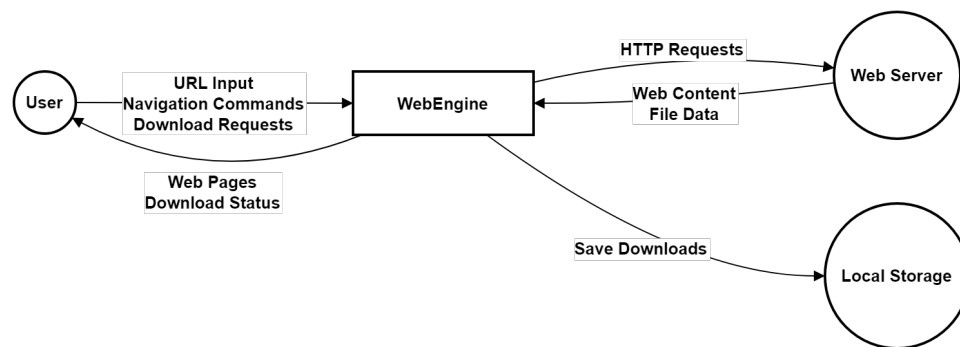 HTTP Requests
User
URL Input
Navigation Commands
Download Requests
WebEngine
Web Content
File Data
Web Server
Web Pages
Download Status
Save Downloads
Local Storage